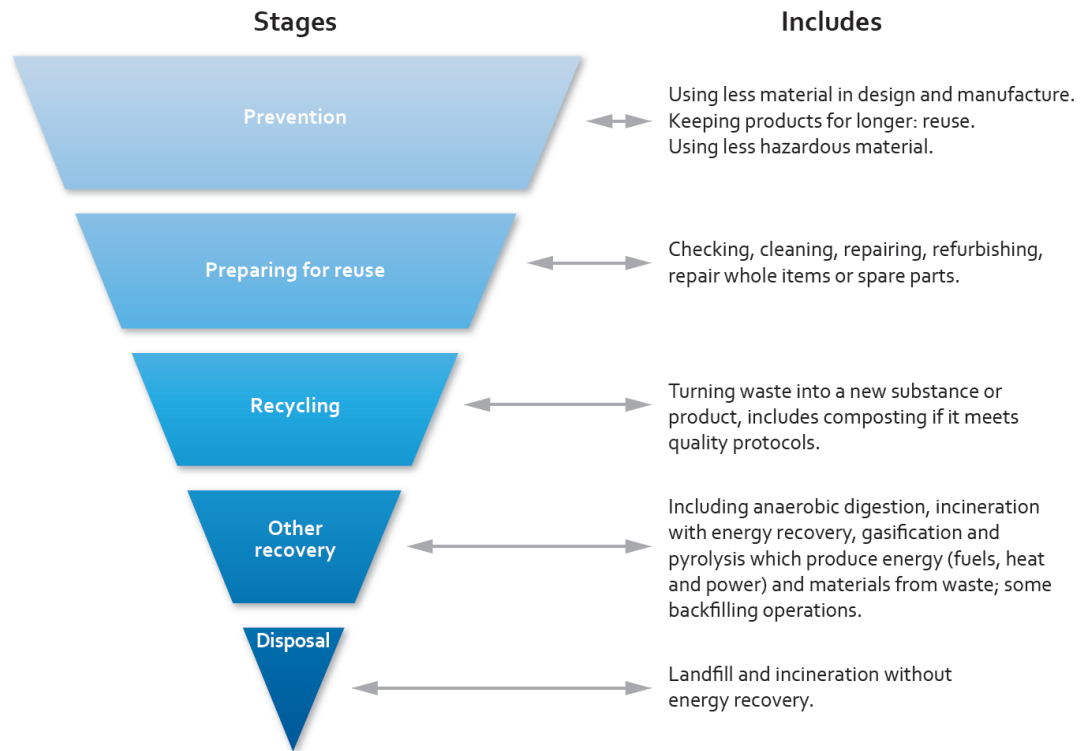 Stages
Includes
Prevention
Using less material in design and manufacture.
Keeping products for longer: reuse.
Using less hazardous material.
Preparing for reuse
Checking, cleaning, repairing, refurbishing,
repair whole items or spare parts.
Recycling
Turning waste into a new substance or
product, includes composting if it meets
quality protocols.
Other
recovery
Including anaerobic digestion, incineration
with energy recovery, gasification and
pyrolysis which produce energy (fuels, heat
and power) and materials from waste; some
backfilling operations.
Disposal
Landfill and incineration without
energy recovery.